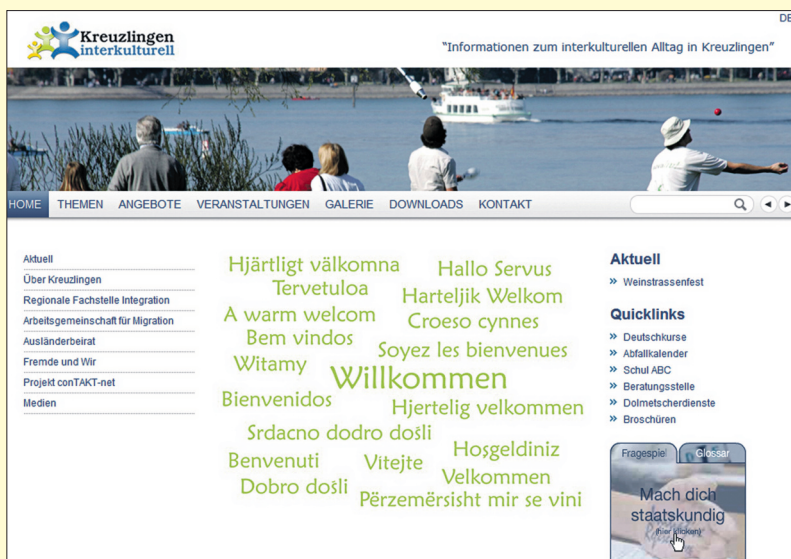 DE
Kreuzlingen
interkulturell
"Informationen zum interkulturellen Alltag in Kreuzlingen"
HOME THEMEN ANGEBOTE VERANSTALTUNGEN GALERIE DOWNLOADS KONTAKT
Aktuell
Über Kreuzlingen
Regionale Fachstelle Integration
Arbeitsgemeinschaft für Migration
Ausländerbeirat
Fremde und Wir
Projekt conTAKT-net
Medien
Hjärtligt välkomna
Hallo Servus
Tervetuloa
Harteljik Welkom
A warm welcom
Croeso cynnes
Bem vindos
Soyez les bienvenues
Witamy
Willkommen
Bienvenidos
Hjertelig velkommen
Srdacno dodro došli
Hoşgeldiniz
Benvenuti
Vitejte
Velkommen
Dobro došli
Përzemërsisht mir se vini
Aktuell
» Weinstrassenfest
Quicklinks
» Deutschkurse
» Abfallkalender
» Schul ABC
» Beratungsstelle
» Dolmetscherdienste
» Broschüren
Fragespiel Glossar
Mach dich
staatskundig
(hier klicken)